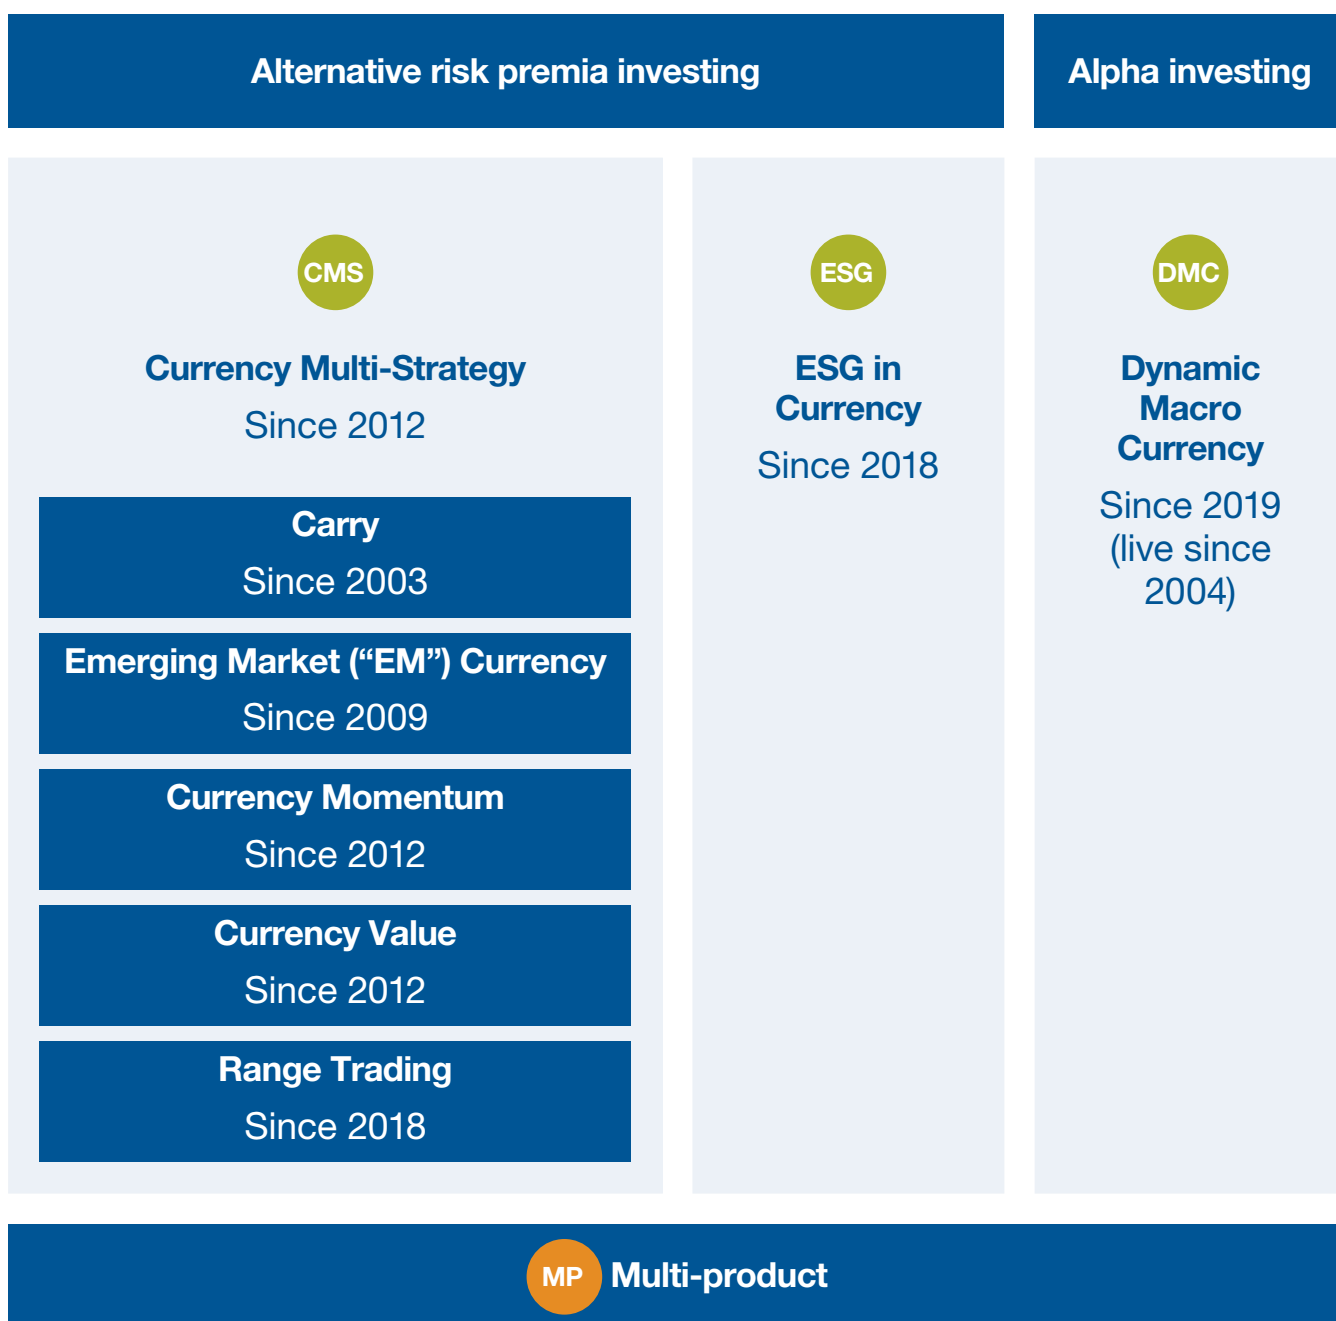 Alternative risk premia investing
Alpha investing
CMS
Currency Multi-Strategy
Since 2012
Carry
Since 2003
Emerging Market (“EM”) Currency
Since 2009
Currency Momentum
Since 2012
Currency Value
Since 2012
Range Trading
Since 2018
ESG
ESG in
Currency
Since 2018
DMC
Dynamic
Macro
Currency
Since 2019
(live since
2004)
MP Multi-product